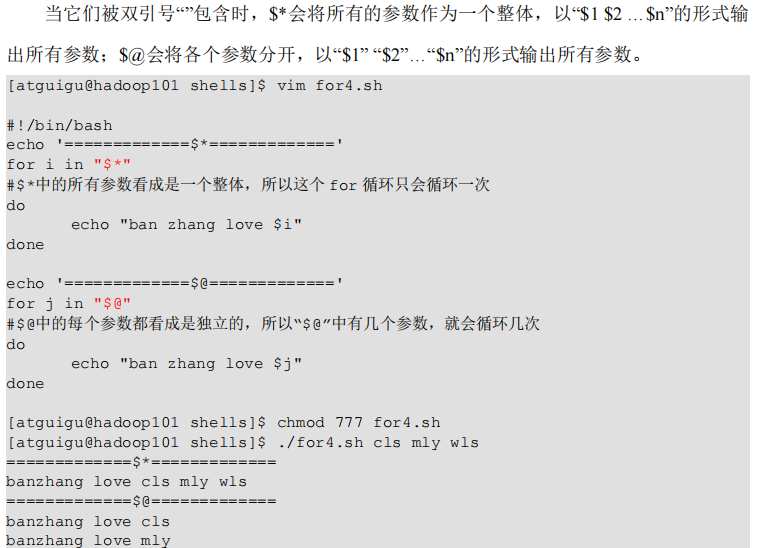 当它们被双引号“”包含时，$*会将所有的参数作为一个整体，以“$1 $2 …$n”的形式输
出所有参数；$@会将各个参数分开，以“$1” “$2”…“$n”的形式输出所有参数。
[atguigu@hadoop101 shells]$ vim for4.sh
#!/bin/bash
echo '=============$*============='
for i in "$*"
#$*中的所有参数看成是一个整体，所以这个 for 循环只会循环一次
do
echo "ban zhang love $i"
done
echo '=============$@============='
for j in "$@"
#$@中的每个参数都看成是独立的，所以“$@”中有几个参数，就会循环几次
do
echo "ban zhang love $j"
done
[atguigu@hadoop101 shells]$ chmod 777 for4.sh
[atguigu@hadoop101 shells]$ ./for4.sh cls mly wls
=============$*=============
banzhang love cls mly wls
=============$@=============
banzhang love cls
banzhang love mly